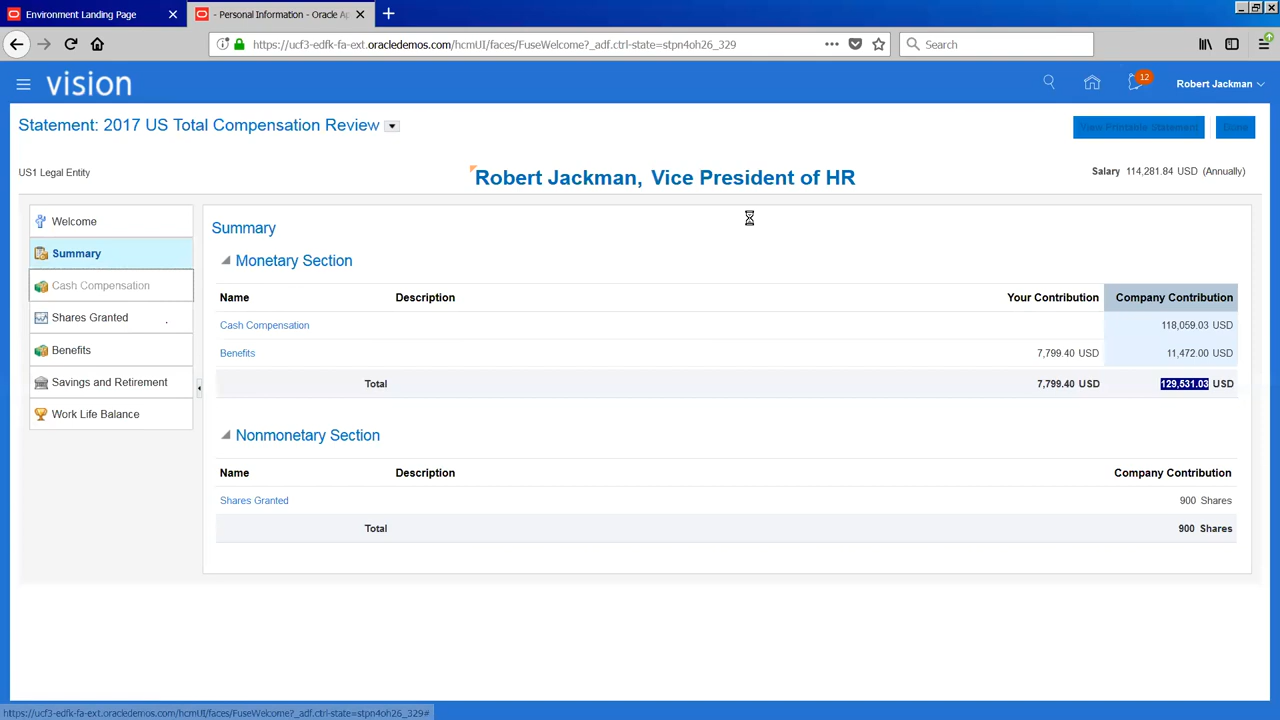 Environment Landing Page
- Personal Information - Oracle Ap
https://ucf3-edfk-fa-ext.oracledemos.com/hcmUI/faces/FuseWelcome?_adf.ctrl-state=stpn4oh26_329
Search
vision
12
Robert Jackman
Statement: 2017 US Total Compensation Review
View Printable Statement
Done
US1 Legal Entity
Robert Jackman, Vice President of HR
Salary 114,281.84 USD (Annually)
Welcome
Summary
Cash Compensation
Shares Granted
Benefits
Savings and Retirement
Work Life Balance
Summary
Monetary Section
Name Description Your Contribution Company Contribution
Cash Compensation 118,059.03 USD
Benefits 7,799.40 USD 11,472.00 USD
Total 7,799.40 USD 129,531.03 USD
Nonmonetary Section
Name Description Company Contribution
Shares Granted 900 Shares
Total 900 Shares
https://ucf3-edfk-fa-ext.oracledemos.com/hcmUI/faces/FuseWelcome?_adf.ctrl-state=stpn4oh26_329#